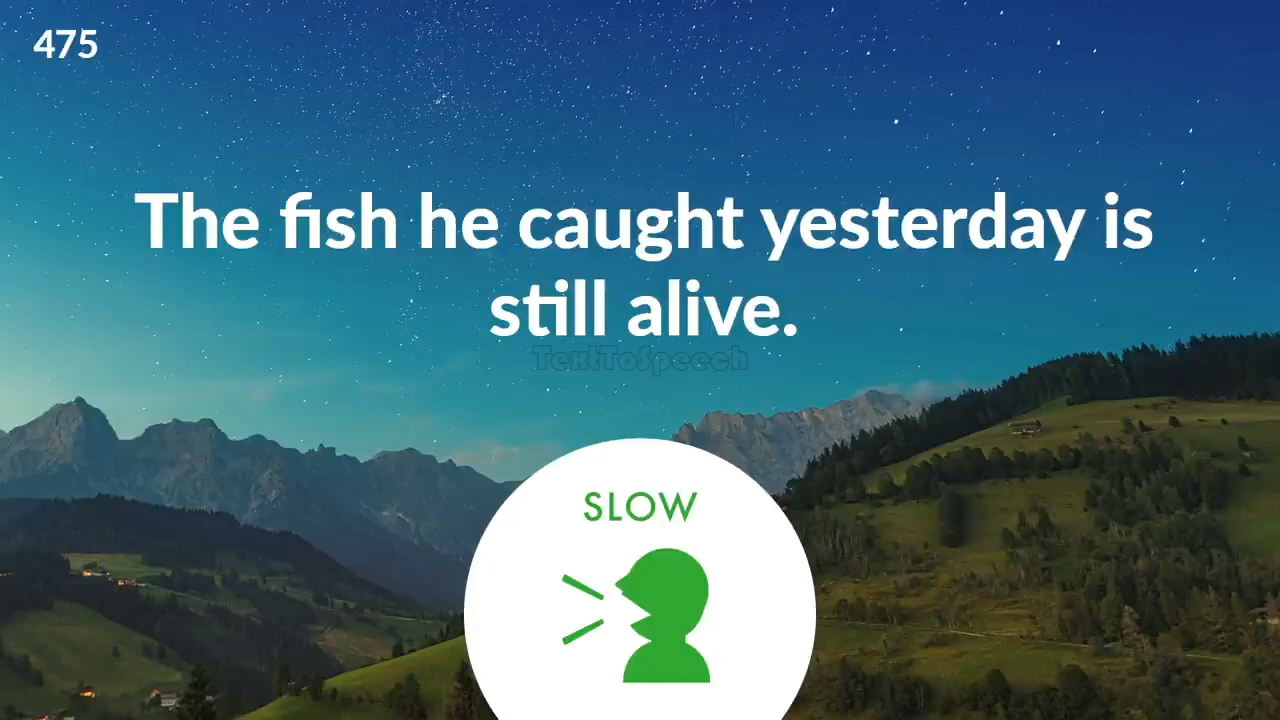 475
The fish he caught yesterday is
still alive.
TextToSpeech
SLOW